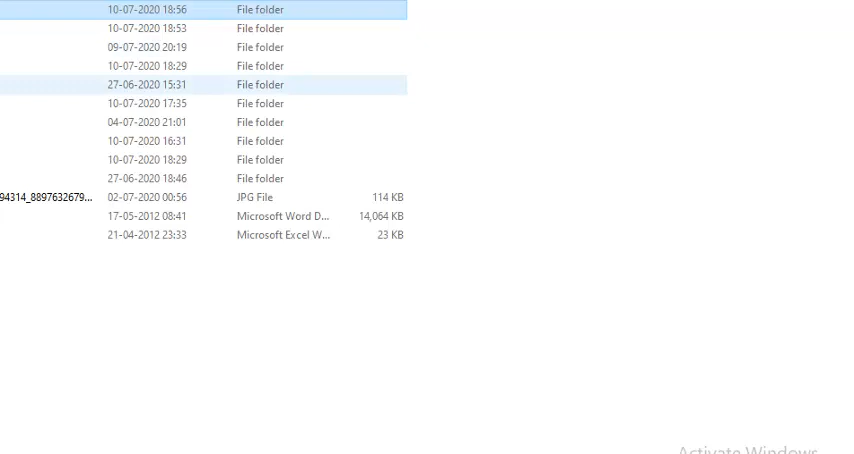 10-07-2020 18:56 File folder
10-07-2020 18:53 File folder
09-07-2020 20:19 File folder
10-07-2020 18:29 File folder
27-06-2020 15:31 File folder
10-07-2020 17:35 File folder
04-07-2020 21:01 File folder
10-07-2020 16:31 File folder
10-07-2020 18:29 File folder
27-06-2020 18:46 File folder
94314_8897632679... 02-07-2020 00:56 JPG File 114 KB
17-05-2012 08:41 Microsoft Word D... 14,064 KB
21-04-2012 23:33 Microsoft Excel W... 23 KB
Activate Windows